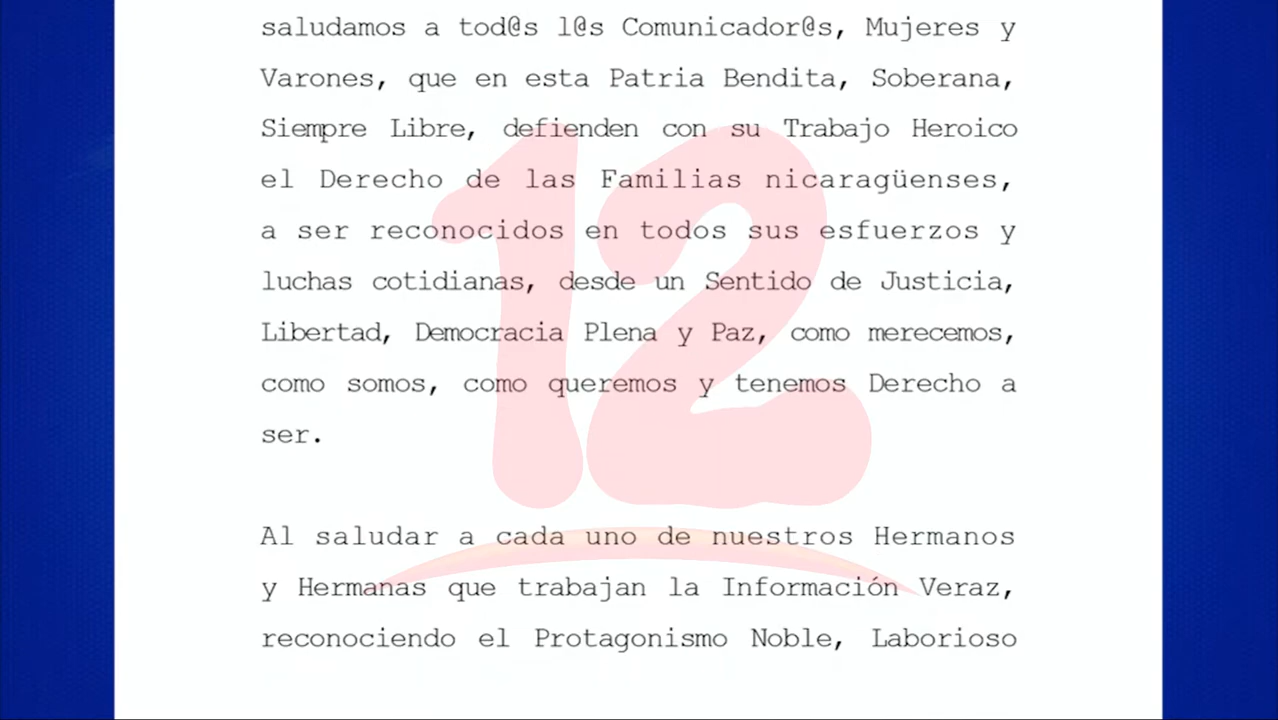 saludamos a tod@s l@s Comunicador@s, Mujeres y
Varones, que en esta Patria Bendita, Soberana,
Siempre Libre, defienden con su Trabajo Heroico
el Derecho de las Familias nicaragüenses,
a ser reconocidos en todos sus esfuerzos y
luchas cotidianas, desde un Sentido de Justicia,
Libertad, Democracia Plena y Paz, como merecemos,
como somos, como queremos y tenemos Derecho a
ser.
Al saludar a cada uno de nuestros Hermanos
y Hermanas que trabajan la Información Veraz,
reconociendo el Protagonismo Noble, Laborioso
12